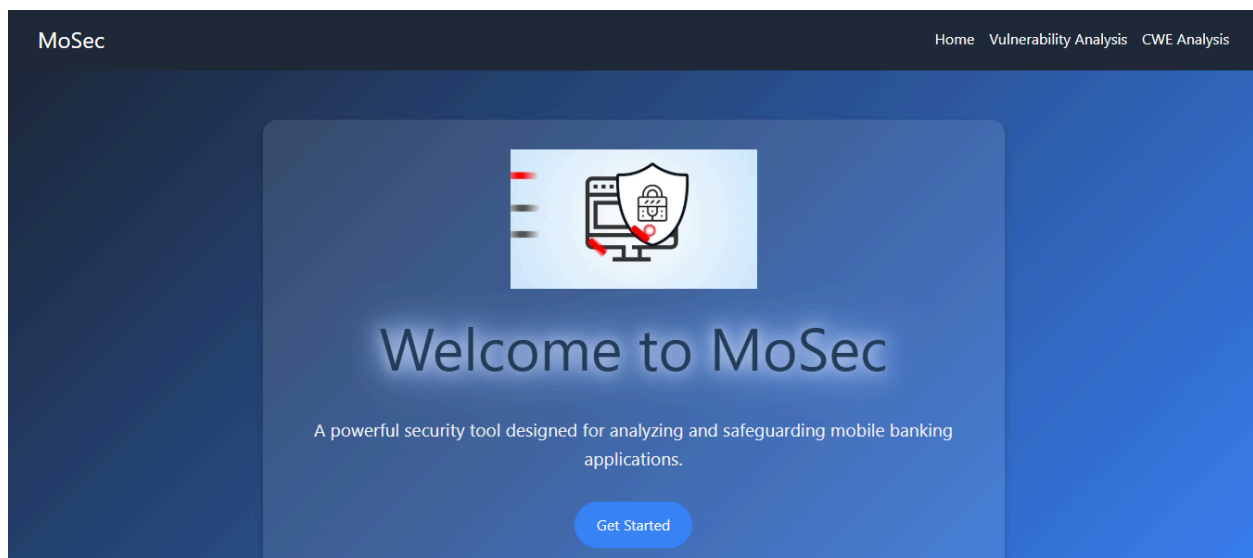 MoSec
Home Vulnerability Analysis CWE Analysis
Welcome to MoSec
A powerful security tool designed for analyzing and safeguarding mobile banking
applications.
Get Started